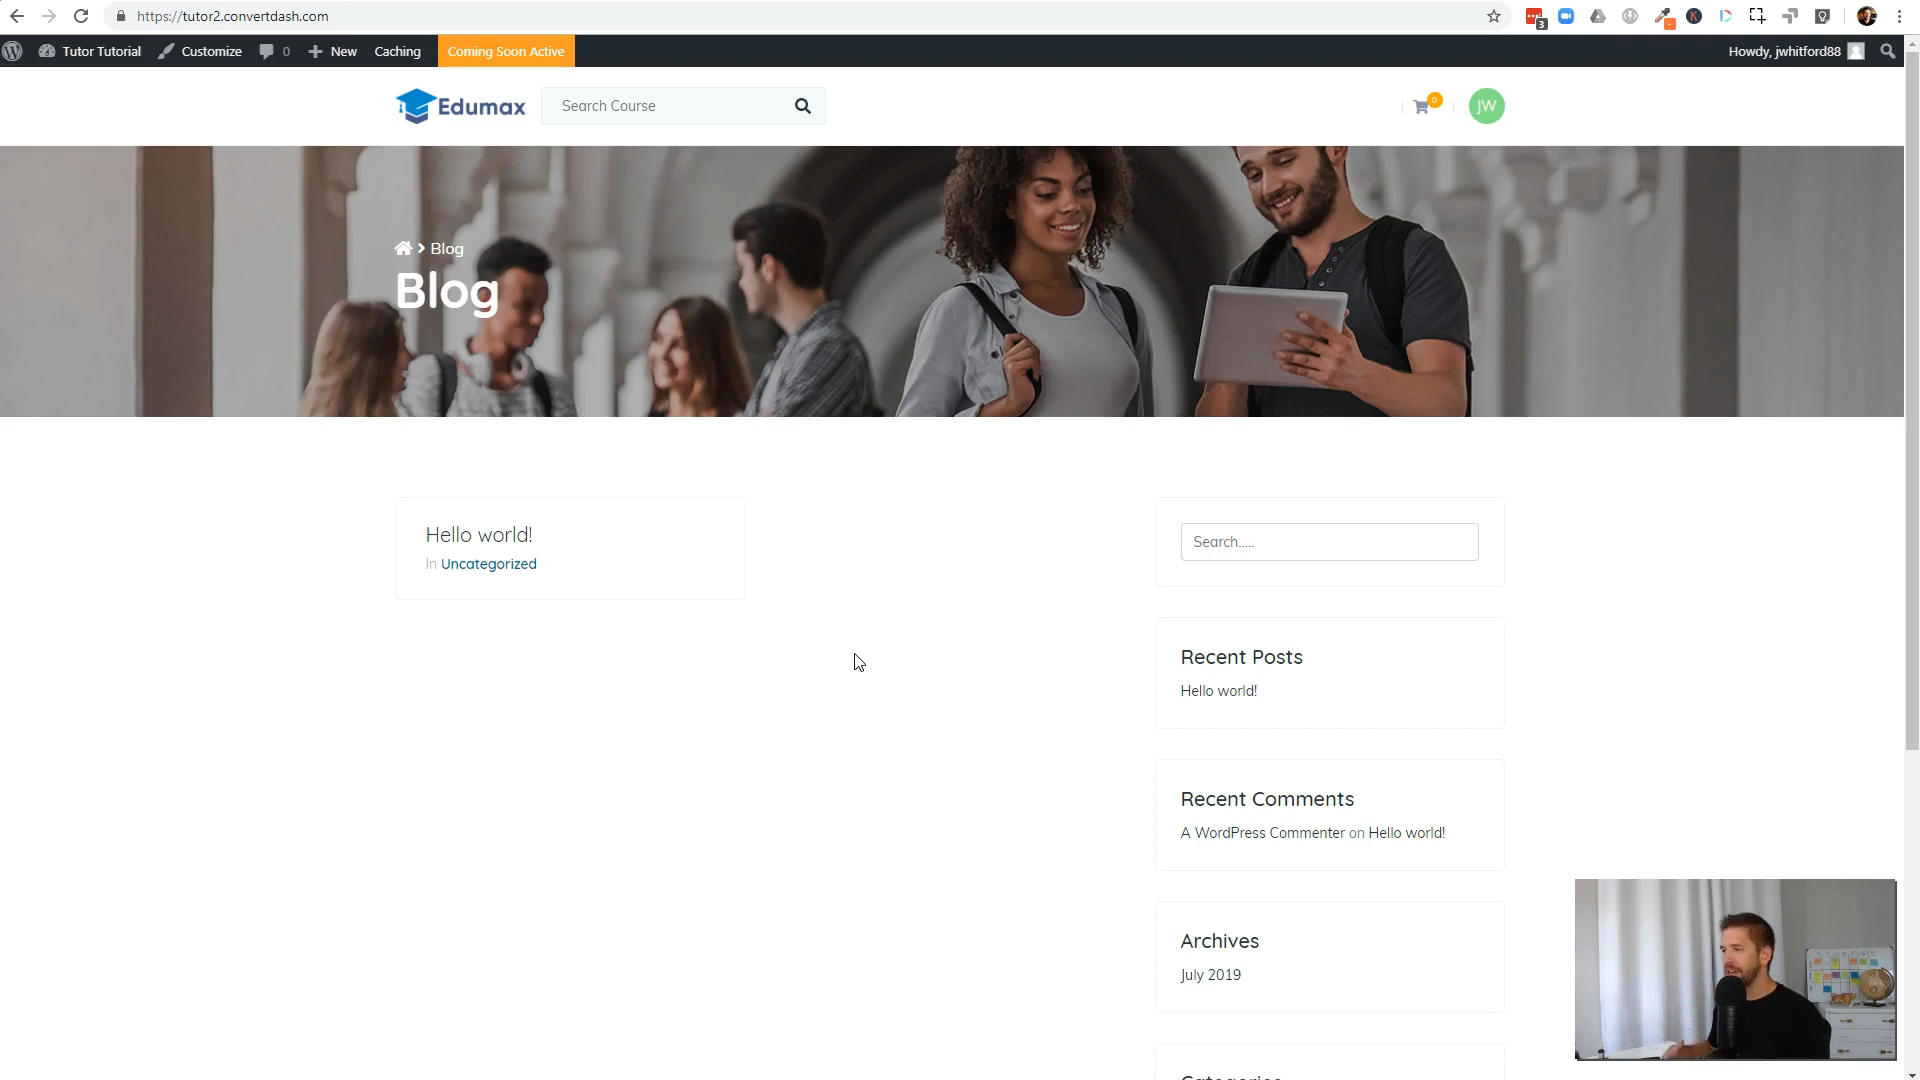 https://tutor2.convertdash.com
3
Tutor Tutorial
Customize
0
New
Caching
Coming Soon Active
Howdy, jwhitford88
Edumax
Search Course
0
JW
Blog
Blog
Hello world!
In Uncategorized
Search.....
Recent Posts
Hello world!
Recent Comments
A WordPress Commenter on Hello world!
Archives
July 2019